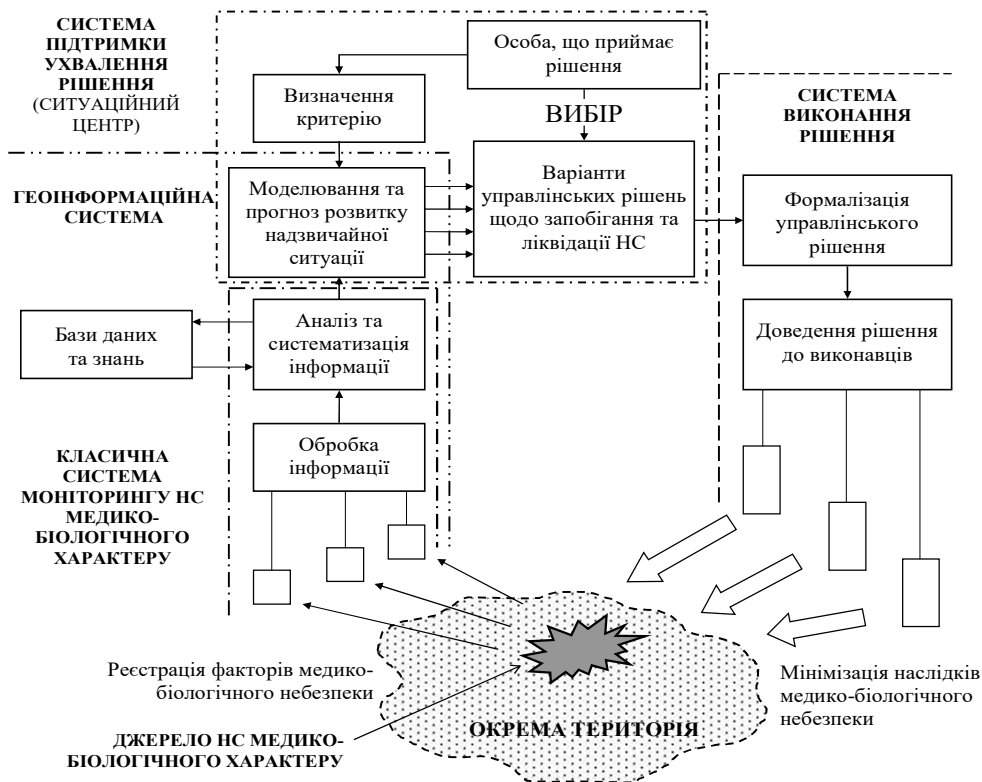 СИСТЕМА
ПІДТРИМКИ
УХВАЛЕННЯ
РІШЕННЯ
(СИТУАЦІЙНИЙ
ЦЕНТР)
Особа, що приймає
рішення
Визначення
критерію
ВИБІР
СИСТЕМА
ВИКОНАННЯ
РІШЕННЯ
ГЕОІНФОРМАЦІЙНА
СИСТЕМА
Моделювання та
прогноз розвитку
надзвичайної
ситуації
Варіанти
управлінських рішень
щодо запобігання та
ліквідації НС
Формалізація
управлінського
рішення
Бази даних
та знань
Аналіз та
систематизація
інформації
Доведення рішення
до виконавців
КЛАСИЧНА
СИСТЕМА
МОНІТОРИНГУ НС
МЕДИКО-
БІОЛОГІЧНОГО
ХАРАКТЕРУ
Обробка
інформації
Реєстрація факторів медико-
біологічного небезпеки
Мінімізація наслідків
медико-біологічного
небезпеки
ОКРЕМА ТЕРИТОРІЯ
ДЖЕРЕЛО НС МЕДИКО-
БІОЛОГІЧНОГО ХАРАКТЕРУ